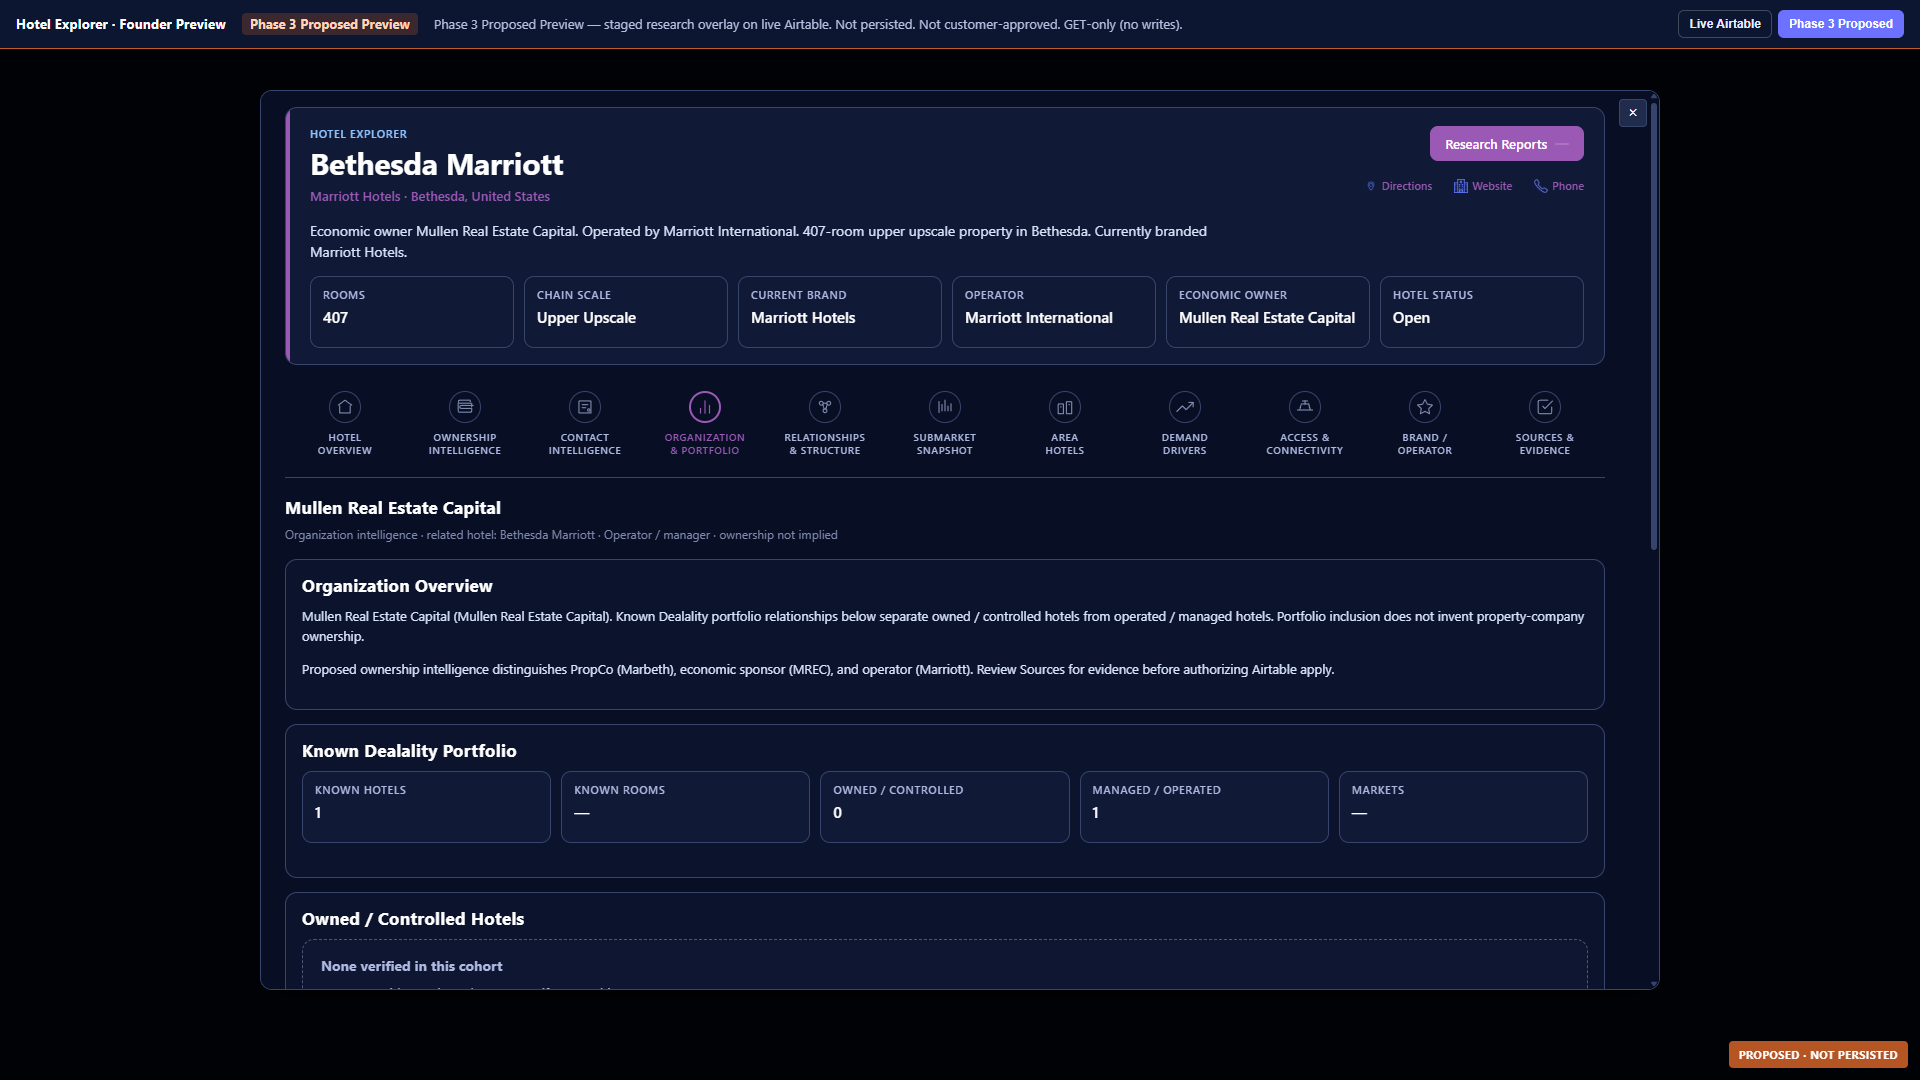 Hotel Explorer · Founder Preview
Phase 3 Proposed Preview
Phase 3 Proposed Preview — staged research overlay on live Airtable. Not persisted. Not customer-approved. GET-only (no writes).
Live Airtable
Phase 3 Proposed
×
HOTEL EXPLORER
Bethesda Marriott
Marriott Hotels · Bethesda, United States
Research Reports —
Directions
Website
Phone
Economic owner Mullen Real Estate Capital. Operated by Marriott International. 407-room upper upscale property in Bethesda. Currently branded
Marriott Hotels.
ROOMS
407
CHAIN SCALE
Upper Upscale
CURRENT BRAND
Marriott Hotels
OPERATOR
Marriott International
ECONOMIC OWNER
Mullen Real Estate Capital
HOTEL STATUS
Open
HOTEL
OVERVIEW
OWNERSHIP
INTELLIGENCE
CONTACT
INTELLIGENCE
ORGANIZATION
& PORTFOLIO
RELATIONSHIPS
& STRUCTURE
SUBMARKET
SNAPSHOT
AREA
HOTELS
DEMAND
DRIVERS
ACCESS &
CONNECTIVITY
BRAND /
OPERATOR
SOURCES &
EVIDENCE
Mullen Real Estate Capital
Organization intelligence · related hotel: Bethesda Marriott · Operator / manager · ownership not implied
Organization Overview
Mullen Real Estate Capital (Mullen Real Estate Capital). Known Dealality portfolio relationships below separate owned / controlled hotels from operated / managed hotels. Portfolio inclusion does not invent property-company
ownership.
Proposed ownership intelligence distinguishes PropCo (Marbeth), economic sponsor (MREC), and operator (Marriott). Review Sources for evidence before authorizing Airtable apply.
Known Dealality Portfolio
KNOWN HOTELS
1
KNOWN ROOMS
—
OWNED / CONTROLLED
0
MANAGED / OPERATED
1
MARKETS
—
Owned / Controlled Hotels
None verified in this cohort
PROPOSED · NOT PERSISTED